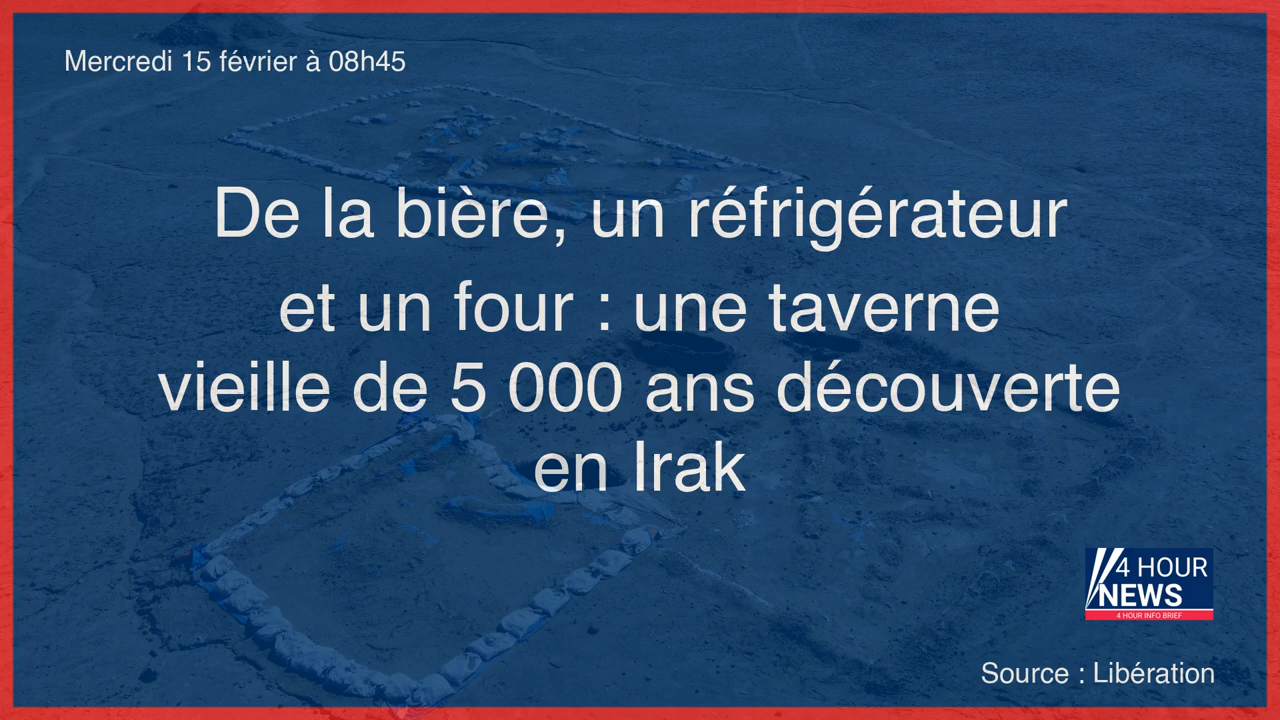 Mercredi 15 février à 08h45
De la bière, un réfrigérateur
et un four : une taverne
vieille de 5 000 ans découverte
en Irak
4 HOUR
NEWS
4 HOUR INFO BRIEF
Source : Libération